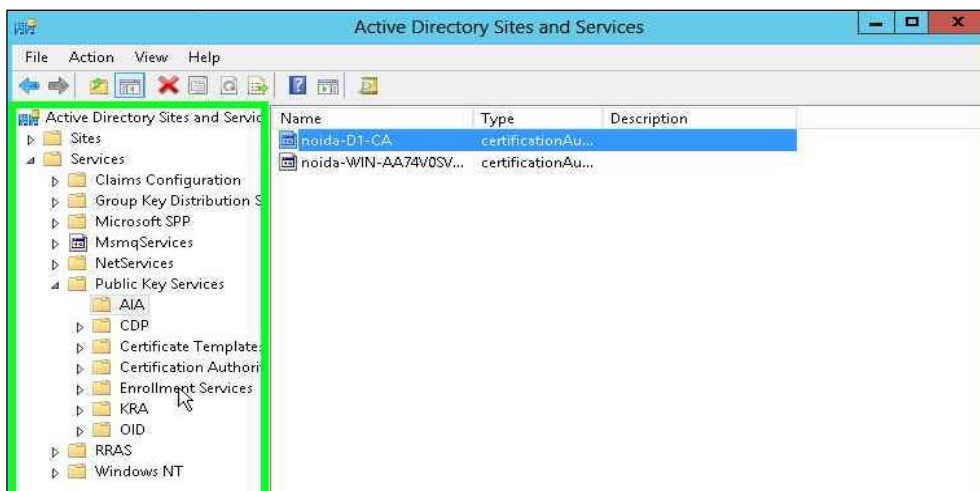 Active Directory Sites and Services
File Action View Help
Active Directory Sites and Servic
Sites
Services
Claims Configuration
Group Key Distribution S
Microsoft SPP
MsmqServices
NetServices
Public Key Services
AIA
CDP
Certificate Template
Certification Authori
Enrollment Services
KRA
OID
RRAS
Windows NT
Name Type Description
noida-D1-CA certificationAu...
noida-WIN-AA74V0SV... certificationAu...